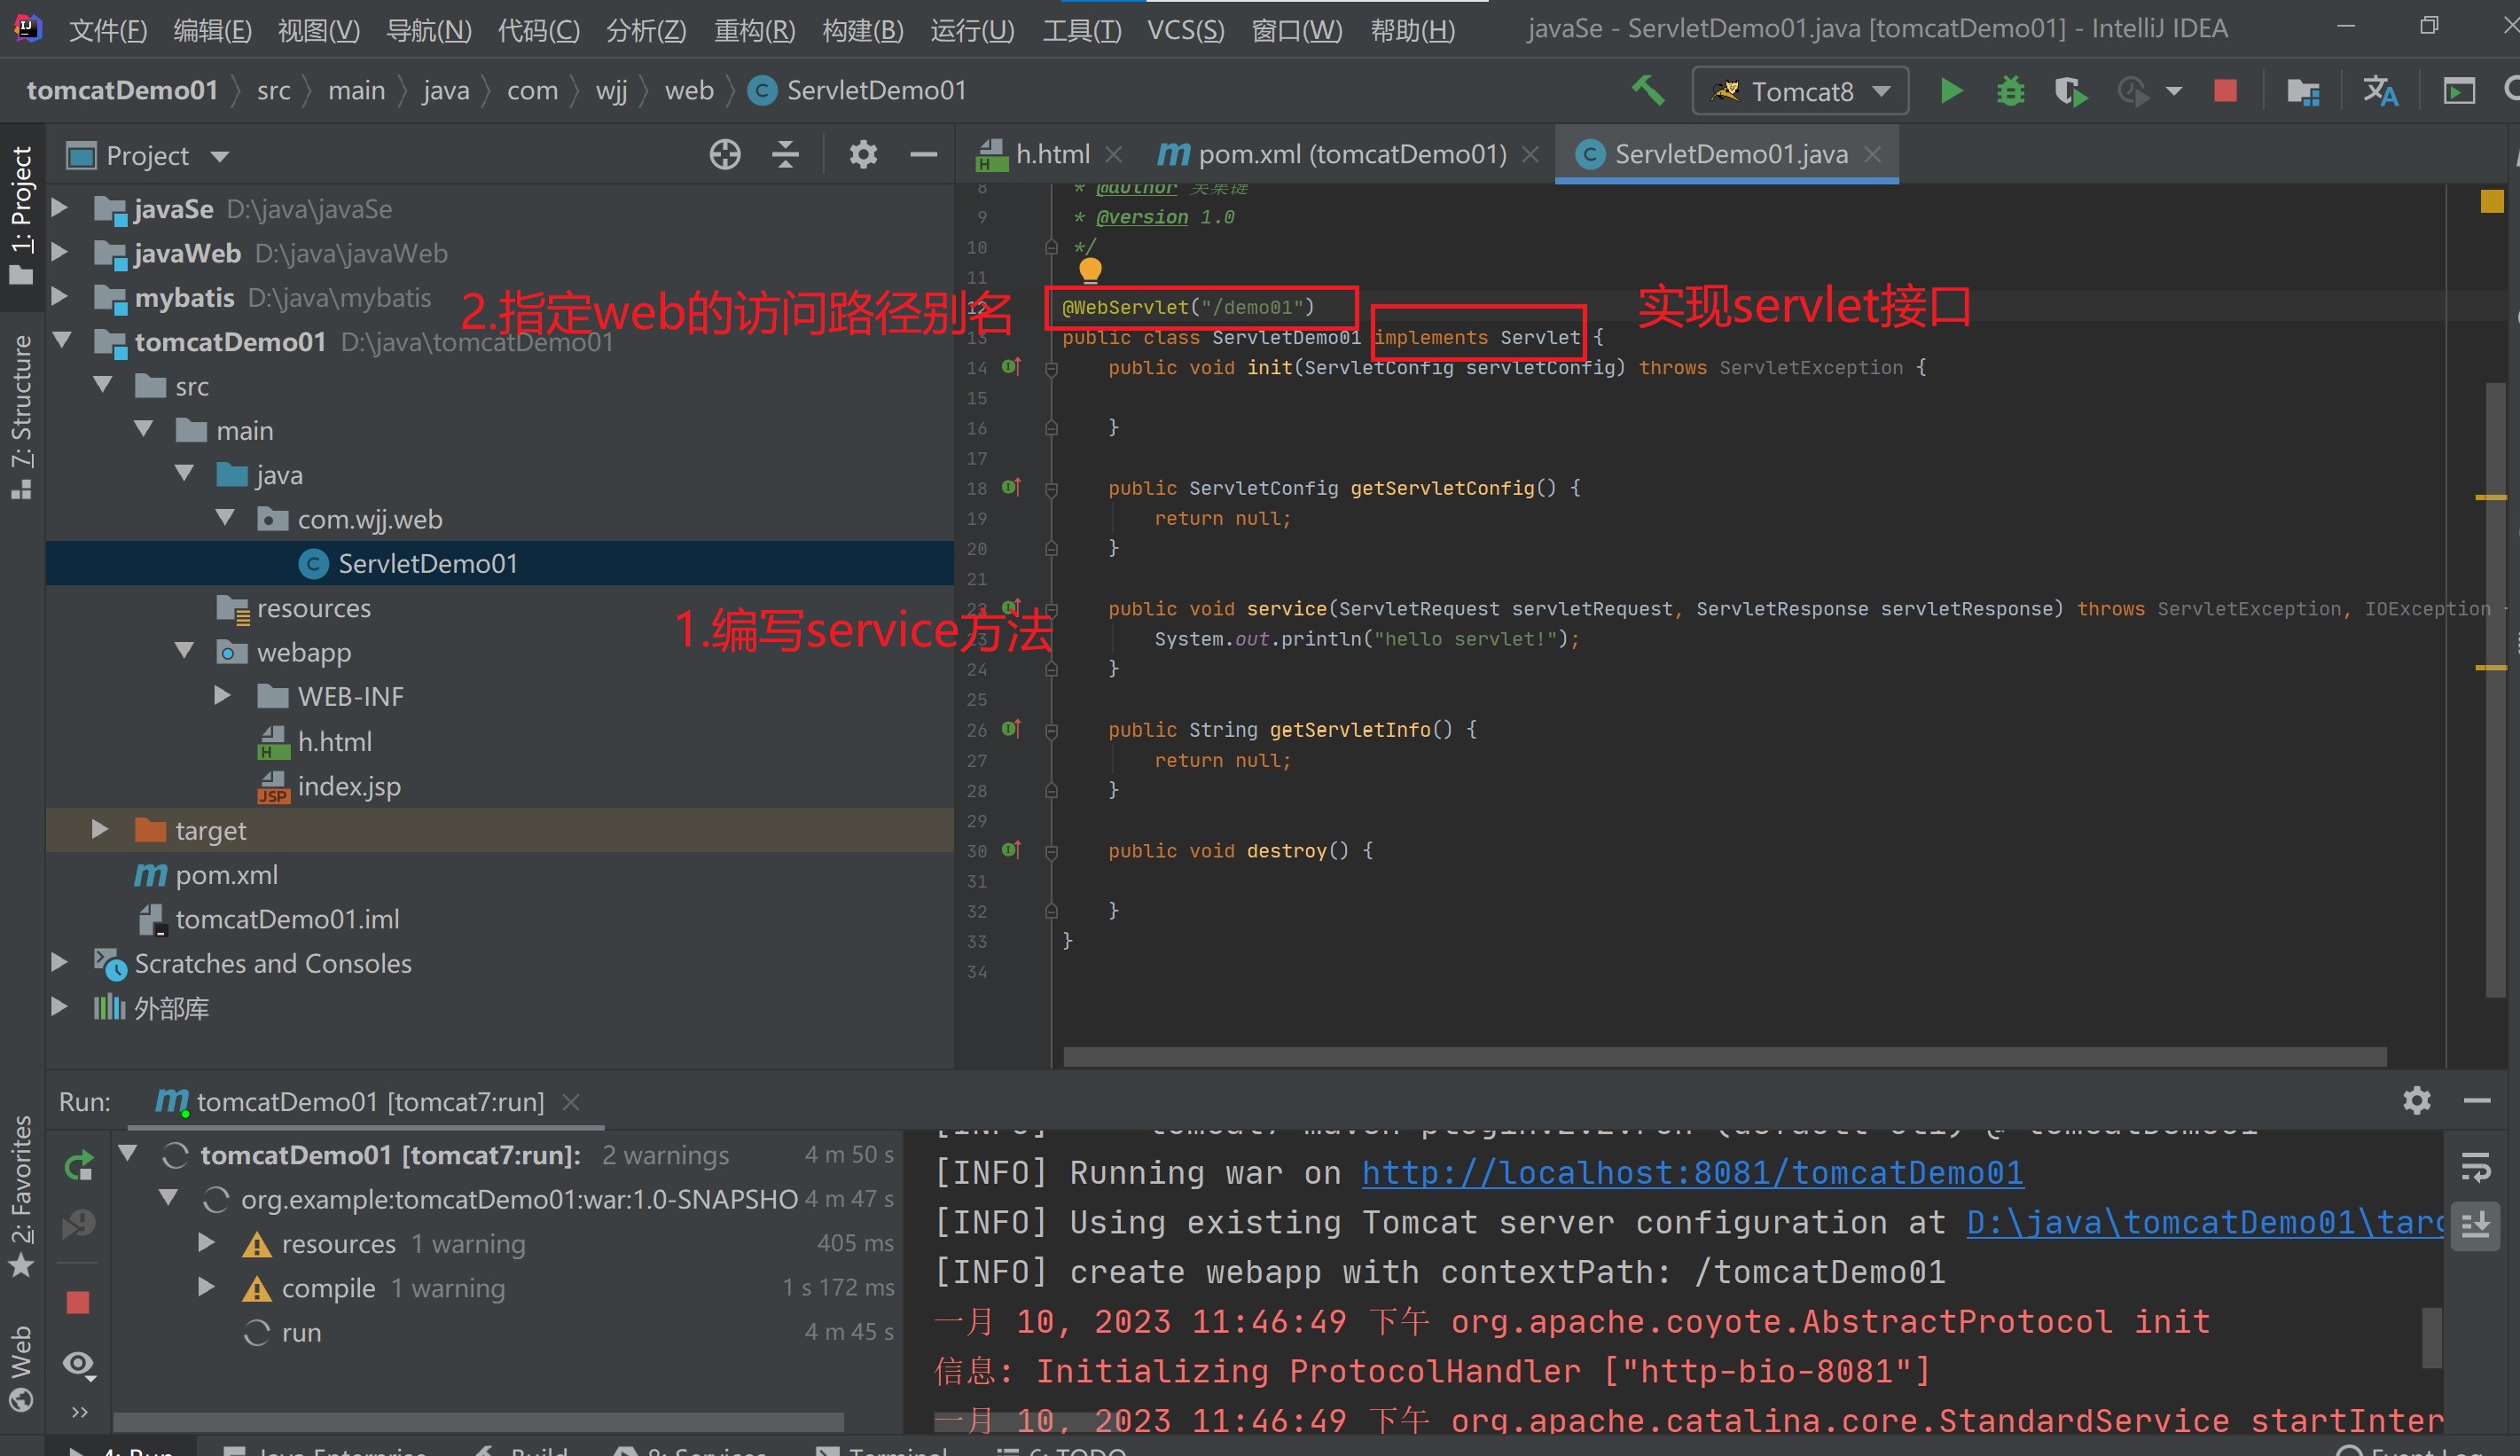 文件(F) 编辑(E) 视图(V) 导航(N) 代码(C) 分析(Z) 重构(R) 构建(B) 运行(U) 工具(T) VCS(S) 窗口(W) 帮助(H) javaSe - ServletDemo01.java [tomcatDemo01] - IntelliJ IDEA
tomcatDemo01 src main java com wjj web ServletDemo01 Tomcat8
Project
h.html pom.xml (tomcatDemo01) ServletDemo01.java
1: Project
7: Structure
2: Favorites
Web
javaSe D:\java\javaSe
javaWeb D:\java\javaWeb
mybatis D:\java\mybatis
tomcatDemo01 D:\java\tomcatDemo01
src
main
java
com.wjj.web
ServletDemo01
resources
webapp
WEB-INF
h.html
index.jsp
target
pom.xml
tomcatDemo01.iml
Scratches and Consoles
外部库
2.指定web的访问路径别名
实现servlet接口
1.编写service方法
8 * @author
9 * @version 1.0
10 */
11
12 @WebServlet("/demo01")
13 public class ServletDemo01 implements Servlet {
14 public void init(ServletConfig servletConfig) throws ServletException {
15
16 }
17
18 public ServletConfig getServletConfig() {
19 return null;
20 }
21
22 public void service(ServletRequest servletRequest, ServletResponse servletResponse) throws ServletException, IOException
23 System.out.println("hello servlet!");
24 }
25
26 public String getServletInfo() {
27 return null;
28 }
29
30 public void destroy() {
31
32 }
33 }
34
Run: tomcatDemo01 [tomcat7:run]
tomcatDemo01 [tomcat7:run]: 2 warnings 4 m 50 s
org.example:tomcatDemo01:war:1.0-SNAPSHO 4 m 47 s
resources 1 warning 405 ms
compile 1 warning 1 s 172 ms
run 4 m 45 s
[INFO] Running war on http://localhost:8081/tomcatDemo01
[INFO] Using existing Tomcat server configuration at D:\java\tomcatDemo01\targ
[INFO] create webapp with contextPath: /tomcatDemo01
一月 10, 2023 11:46:49 下午 org.apache.coyote.AbstractProtocol init
信息: Initializing ProtocolHandler ["http-bio-8081"]
一月 10, 2023 11:46:49 下午 org.apache.catalina.core.StandardService startInter
4: Run Java Enterprise Build 8: Services Terminal 6: TODO Event Log